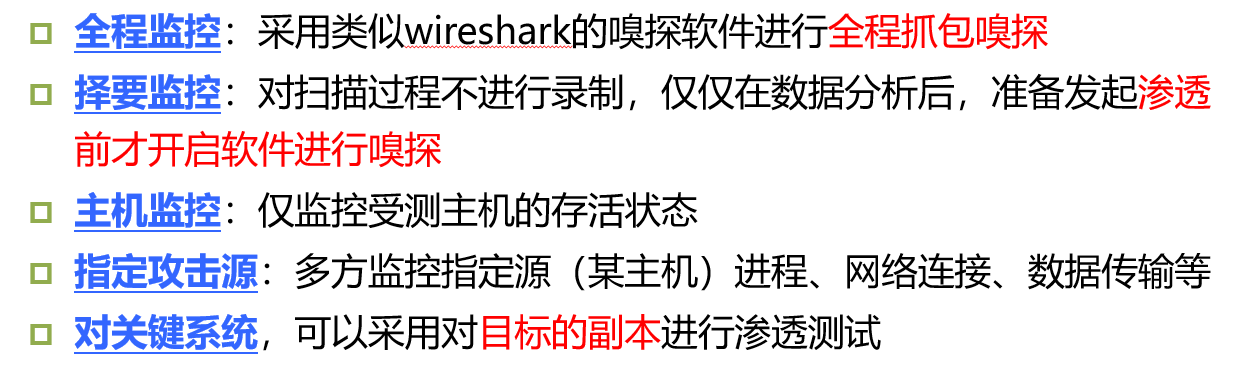 全程监控：采用类似wireshark的嗅探软件进行全程抓包嗅探
择要监控：对扫描过程不进行录制，仅仅在数据分析后，准备发起渗透
前才开启软件进行嗅探
主机监控：仅监控受测主机的存活状态
指定攻击源：多方监控指定源（某主机）进程、网络连接、数据传输等
对关键系统，可以采用对目标的副本进行渗透测试